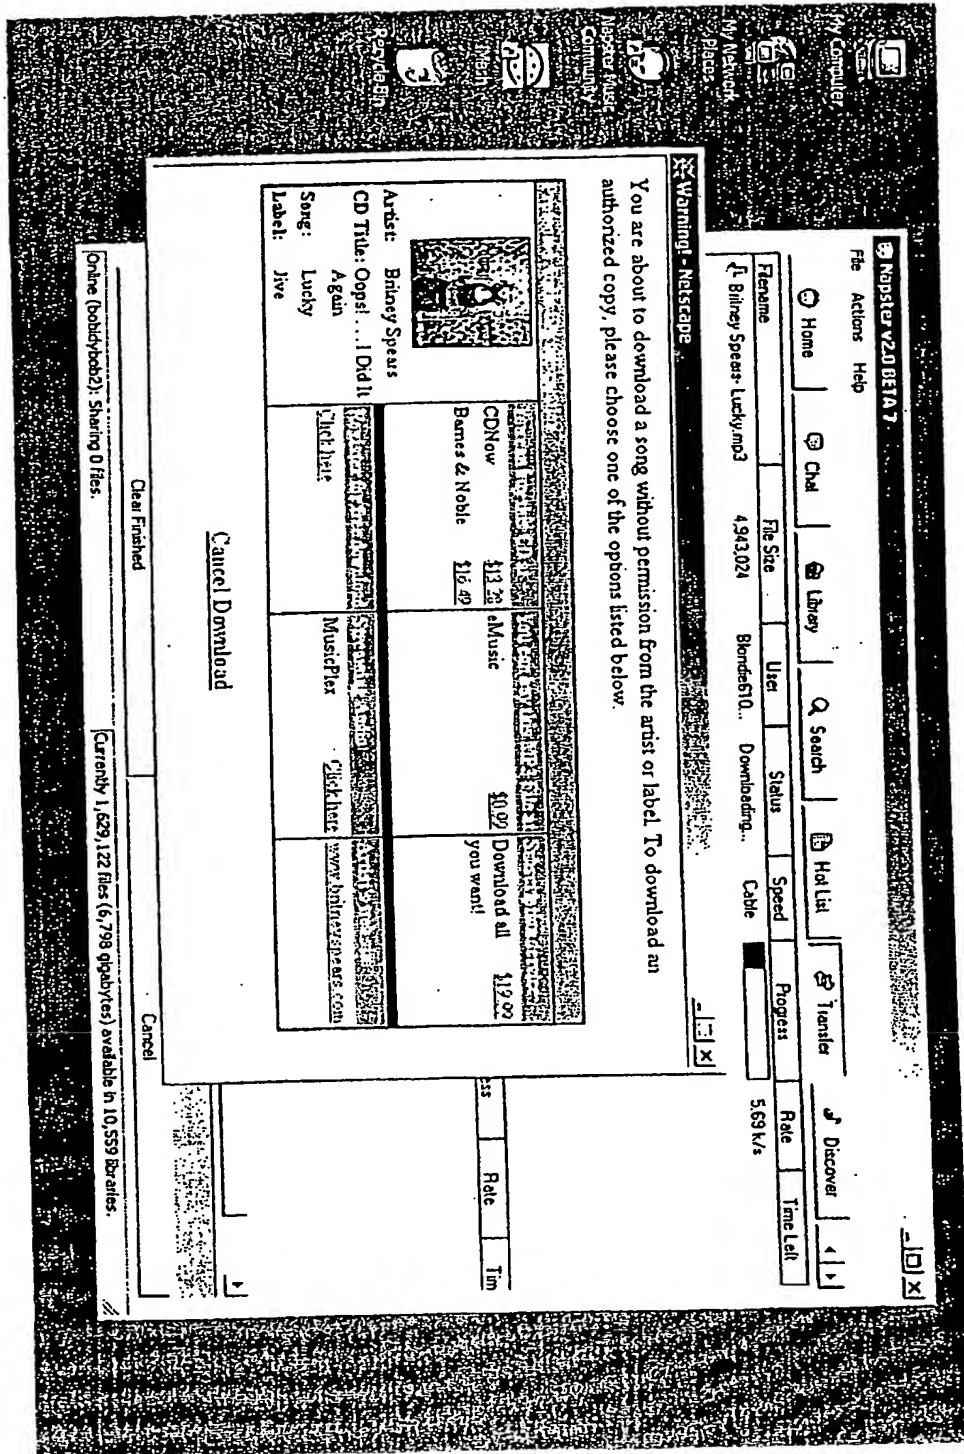 My Computer
My Network
Places
Napster Music
Community
Recycle Bin
Napster v2.0 BETA 7
File Actions Help
Home Chat Library Search Hot List Transfer Discover
Filename File Size User Status Speed Progress Rate Time Left
Britney Spears- Lucky.mp3 4,943,024 Blondie610... Downloading... Cable 5.69 k/s
Warning! - Netscape
You are about to download a song without permission from the artist or label. To download an
authorized copy, please choose one of the options listed below.
Artist: Britney Spears
CD Title: Oops! . . . I Did It
Again
Song: Lucky
Label: Jive
CDNow
Barnes & Noble $16.49
eMusic $0.99
Download all
you want! $19.99
Click here
MusicPlex Click here
www.britneyspears.com
Cancel Download
ess Rate Tim
Clear Finished Cancel
Online (bobidybob2): Sharing 0 files.
Currently 1,629,122 files (6,798 gigabytes) available in 10,559 libraries.